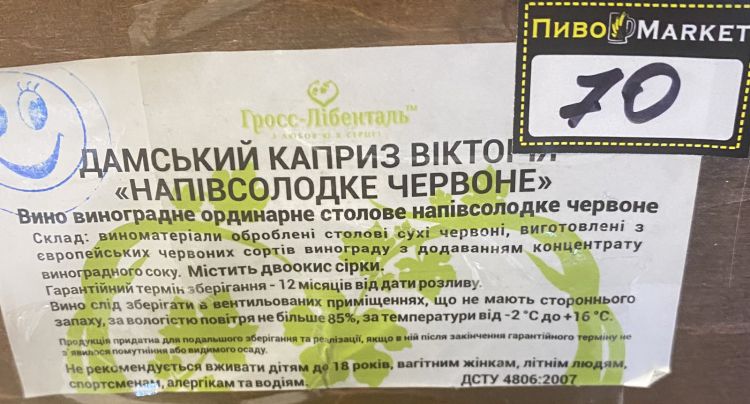 ПИВО MARKET
70
Гросс-Лібенталь™
З ЛЮБОВ'Ю В СЕРЦІ
ДАМСЬКИЙ КАПРИЗ ВІКТОРІЯ
«НАПІВСОЛОДКЕ ЧЕРВОНЕ»
Вино виноградне ординарне столове напівсолодке червоне
Склад: виноматеріали оброблені столові сухі червоні, виготовлені з
європейських червоних сортів винограду з додаванням концентрату
виноградного соку. Містить двоокис сірки.
Гарантійний термін зберігання - 12 місяців від дати розливу.
Вино слід зберігати в вентильованих приміщеннях, що не мають стороннього
запаху, за вологістю повітря не більше 85%, за температури від -2 °С до +16 °С.
Продукція придатна для подальшого зберігання та реалізації, якщо в ній після закінчення гарантійного терміну не
з'явилося помутніння або видимого осаду.
Не рекомендується вживати дітям до 18 років, вагітним жінкам, літнім людям,
спортсменам, алергікам та водіям. ДСТУ 4806:2007